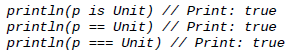 println(p is Unit) // Print: true
println(p == Unit) // Print: true
println(p === Unit) // Print: true